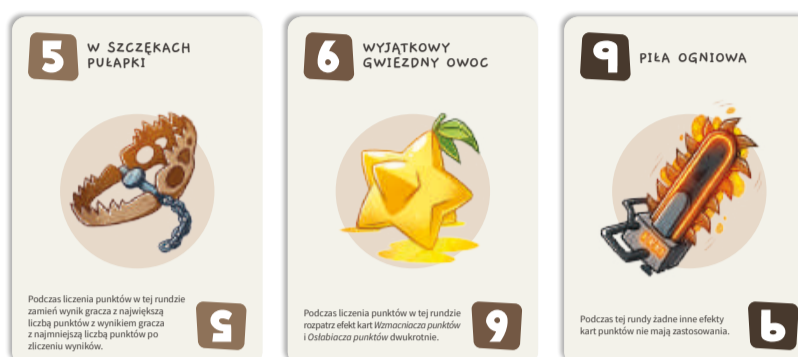 5
W SZCZĘKACH
PUŁAPKI
Podczas liczenia punktów w tej rundzie
zamień wynik gracza z największą
liczbą punktów z wynikiem gracza
z najmniejszą liczbą punktów po
zliczeniu wyników.
5
6
WYJĄTKOWY
GWIEZDNY OWOC
Podczas liczenia punktów w tej rundzie
rozpatrz efekt kart Wzmacniacza punktów
i Osłabiacza punktów dwukrotnie.
6
9
PIŁA OGNIOWA
Podczas tej rundy żadne inne efekty
kart punktów nie mają zastosowania.
9